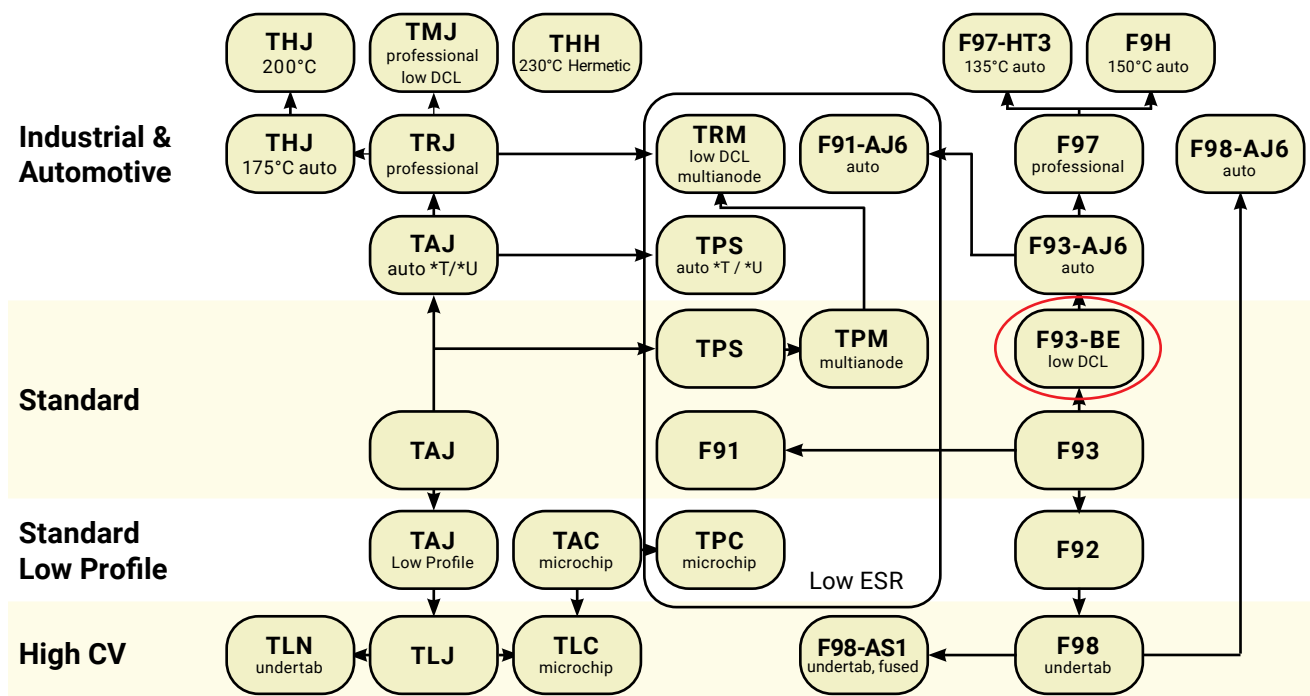 THJ
200°C
TMJ
professional
low DCL
THH
230°C Hermetic
F97-HT3
135°C auto
F9H
150°C auto
Industrial &
Automotive
THJ
175°C auto
TRJ
professional
TRM
low DCL
multianode
F91-AJ6
auto
F97
professional
F98-AJ6
auto
TAJ
auto *T/*U
TPS
auto *T / *U
F93-AJ6
auto
Standard
TPS
TPM
multianode
F93-BE
low DCL
TAJ
F91
F93
Standard
Low Profile
TAJ
Low Profile
TAC
microchip
TPC
microchip
Low ESR
F92
High CV
TLN
undertab
TLJ
TLC
microchip
F98-AS1
undertab, fused
F98
undertab